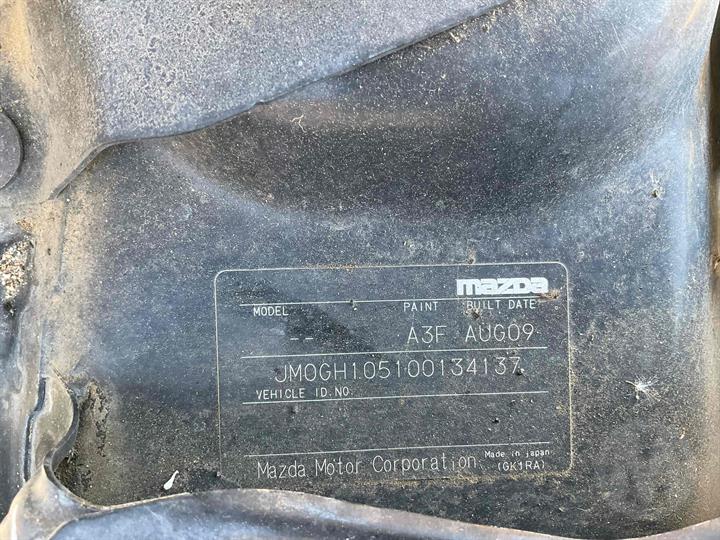 mazda
MODEL PAINT BUILT DATE
-- A3F AUG09
JM0GH105100134137
VEHICLE ID.NO.
Mazda Motor Corporation Made in japan
(GK1RA)